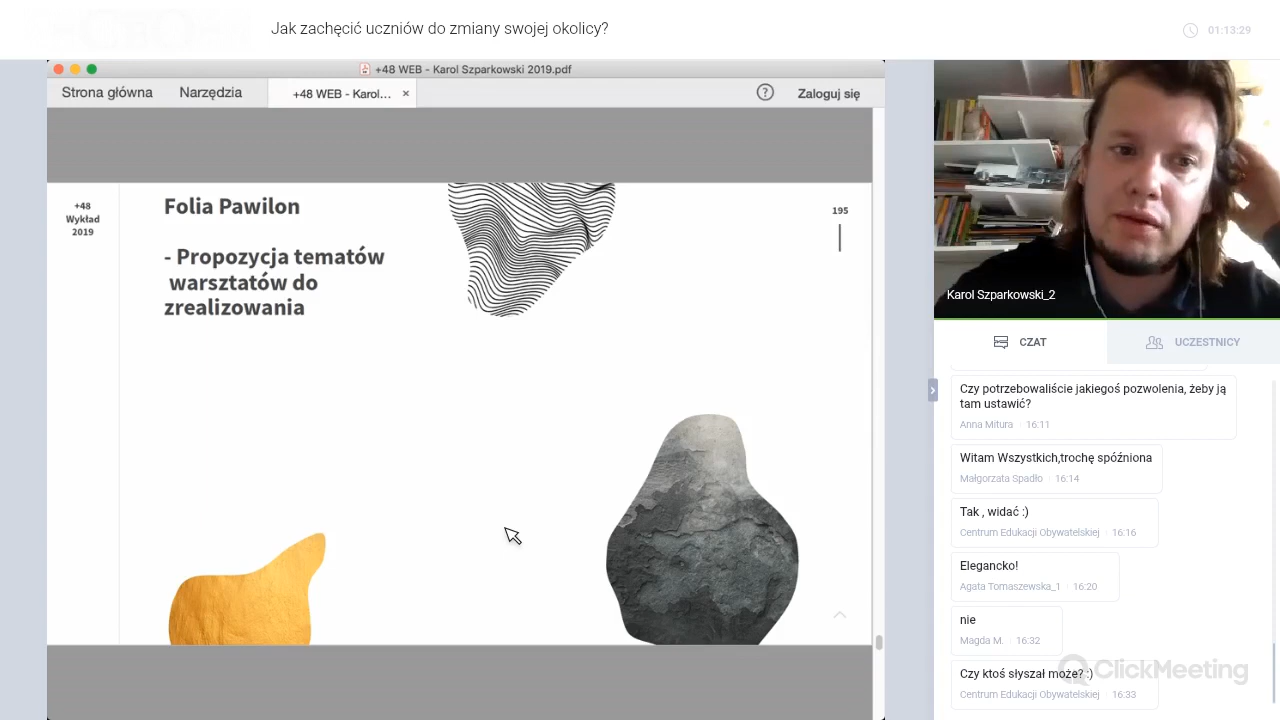 Jak zachęcić uczniów do zmiany swojej okolicy?
01:13:29
+48 WEB - Karol Szparkowski 2019.pdf
Strona główna
Narzędzia
+48 WEB - Karol...
×
?
Zaloguj się
+48
Wykład
2019
Folia Pawilon
- Propozycja tematów
warsztatów do
zrealizowania
195
Karol Szparkowski_2
CZAT
UCZESTNICY
Czy potrzebowaliście jakiegoś pozwolenia, żeby ją
tam ustawić?
Anna Mitura 16:11
Witam Wszystkich,trochę spóźniona
Małgorzata Spadło 16:14
Tak , widać :)
Centrum Edukacji Obywatelskiej 16:16
Elegancko!
Agata Tomaszewska_1 16:20
nie
Magda M. 16:32
Czy ktoś słyszał może? :)
Centrum Edukacji Obywatelskiej 16:33
ClickMeeting